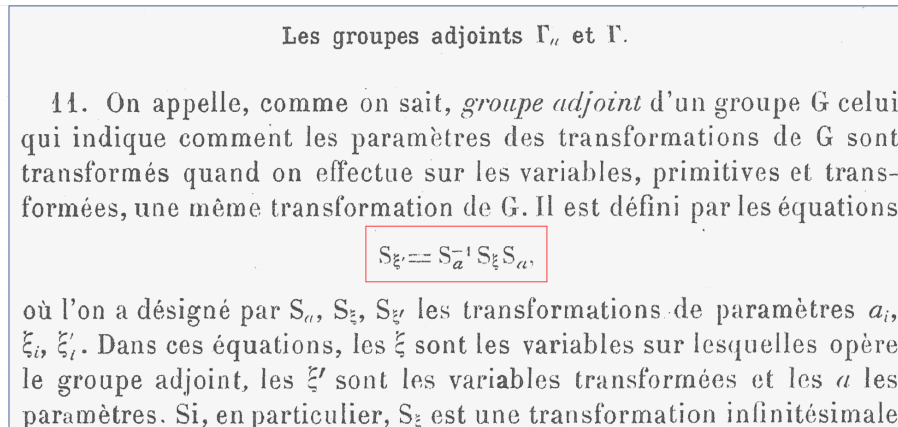 Les groupes adjoints Γₐ et Γ.
11. On appelle, comme on sait, groupe adjoint d'un groupe G celui
qui indique comment les paramètres des transformations de G sont
transformés quand on effectue sur les variables, primitives et trans-
formées, une même transformation de G. Il est défini par les équations
S_ξ′ = S_a⁻¹ S_ξ S_a,
où l'on a désigné par S_a, S_ξ, S_ξ′ les transformations de paramètres a_i,
ξ_i, ξ′_i. Dans ces équations, les ξ sont les variables sur lesquelles opère
le groupe adjoint, les ξ′ sont les variables transformées et les a les
paramètres. Si, en particulier, S_ξ est une transformation infinitésimale